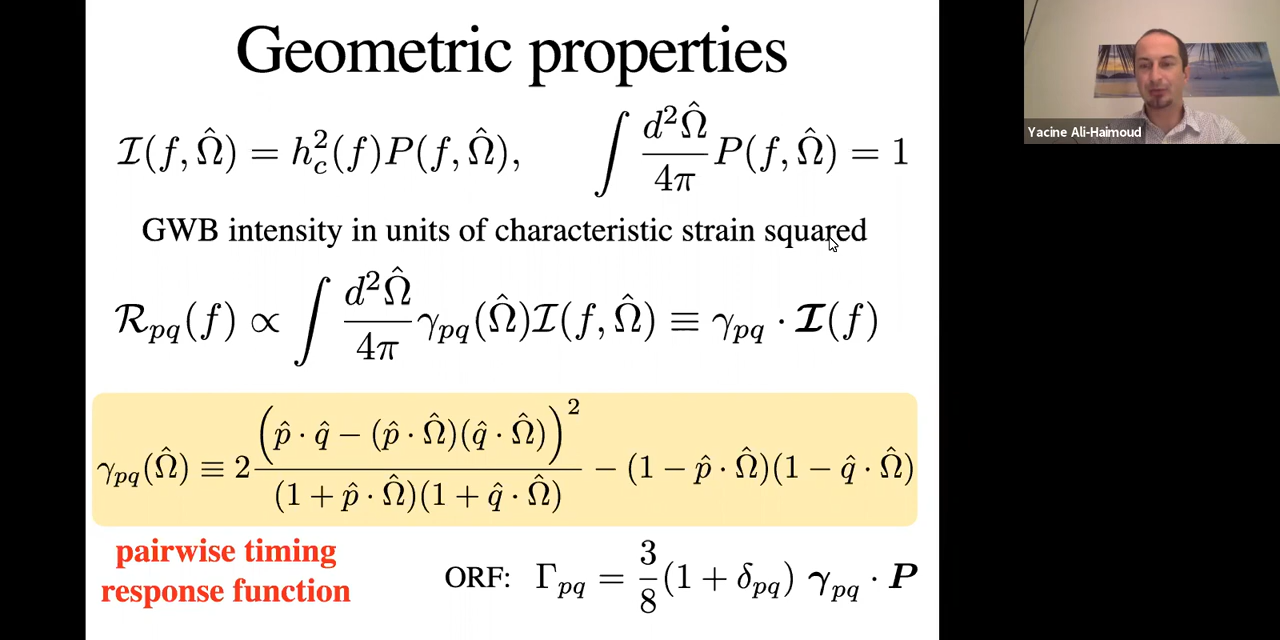 Geometric properties
ℐ(f, Ω̂) = h_c^2(f)P(f, Ω̂), ∫ d²Ω̂/4π P(f, Ω̂) = 1
GWB intensity in units of characteristic strain squared
ℛ_pq(f) ∝ ∫ d²Ω̂/4π γ_pq(Ω̂)ℐ(f, Ω̂) ≡ γ_pq · 𝓘(f)
γ_pq(Ω̂) ≡ 2 (p̂ · q̂ − (p̂ · Ω̂)(q̂ · Ω̂))² / (1 + p̂ · Ω̂)(1 + q̂ · Ω̂) − (1 − p̂ · Ω̂)(1 − q̂ · Ω̂)
pairwise timing
response function
ORF: Γ_pq = 3/8 (1 + δ_pq) γ_pq · P
Yacine Ali-Haimoud